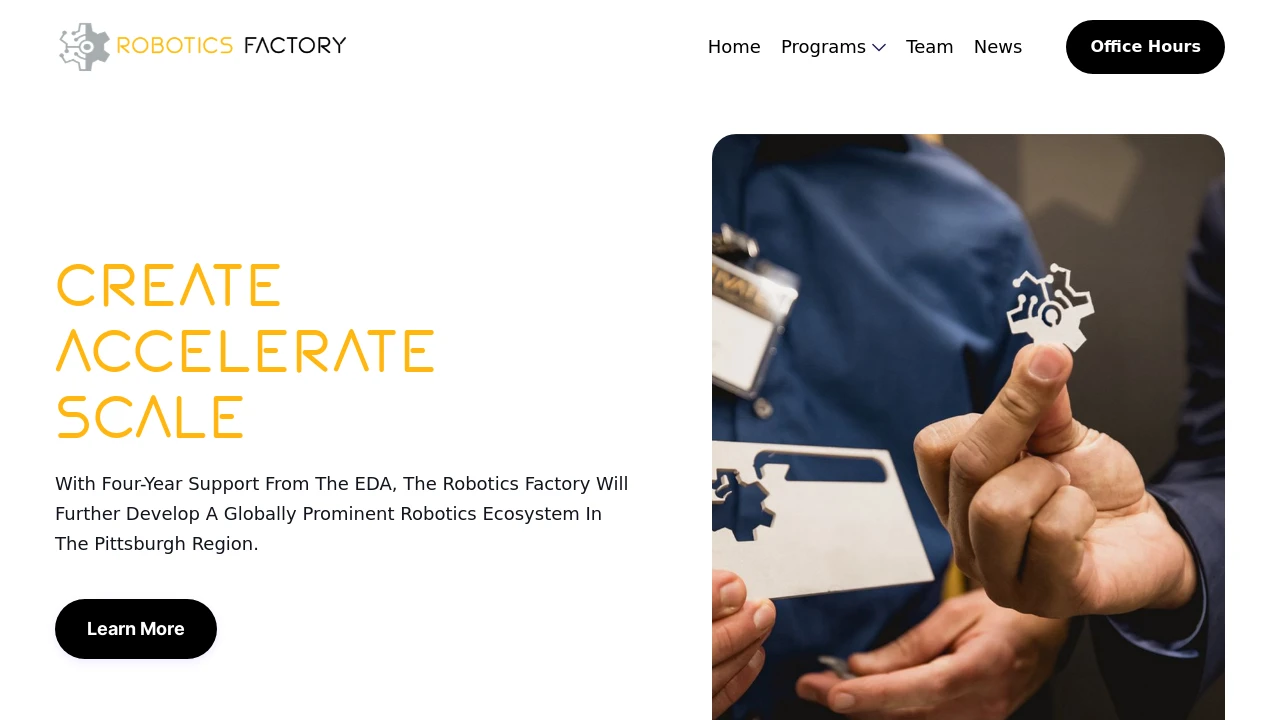 ROBOTICS FACTORY
Home
Programs
Team
News
Office Hours
CREATE
ACCELERATE
SCALE
With Four-Year Support From The EDA, The Robotics Factory Will
Further Develop A Globally Prominent Robotics Ecosystem In
The Pittsburgh Region.
Learn More